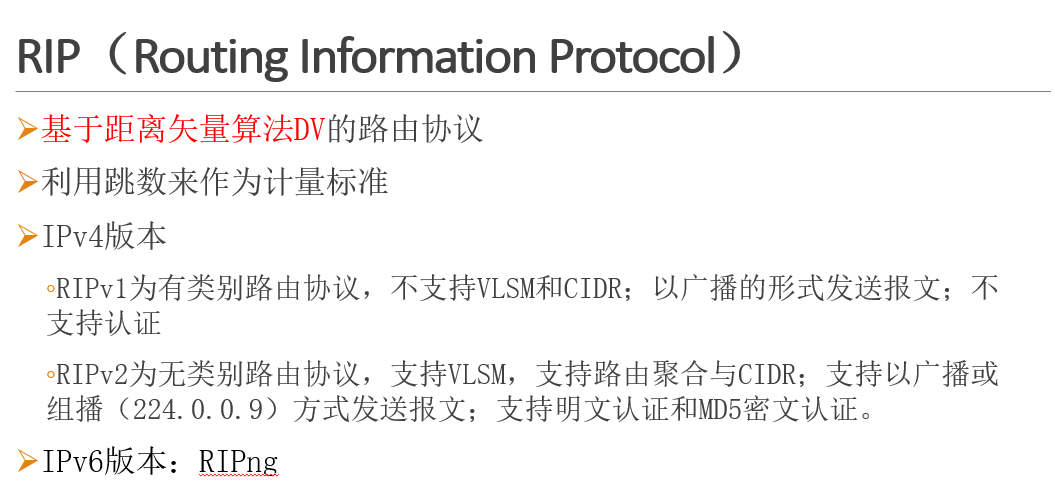 RIP（Routing Information Protocol）
➢基于距离矢量算法DV的路由协议
➢利用跳数来作为计量标准
➢IPv4版本
◦RIPv1为有类别路由协议，不支持VLSM和CIDR；以广播的形式发送报文；不
支持认证
◦RIPv2为无类别路由协议，支持VLSM，支持路由聚合与CIDR；支持以广播或
组播（224.0.0.9）方式发送报文；支持明文认证和MD5密文认证。
➢IPv6版本：RIPng